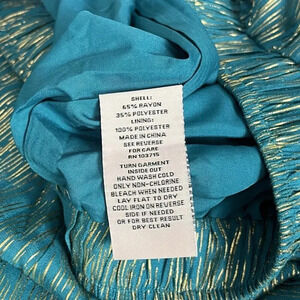 SHELL:
65% RAYON
35% POLYESTER
LINING:
100% POLYESTER
MADE IN CHINA
SEE REVERSE
FOR CARE
RN 103715
TURN GARMENT
INSIDE OUT
HAND WASH COLD
ONLY NON-CHLORINE
BLEACH WHEN NEEDED
LAY FLAT TO DRY
COOL IRON ON REVERSE
SIDE IF NEEDED
OR FOR BEST RESULT
DRY CLEAN